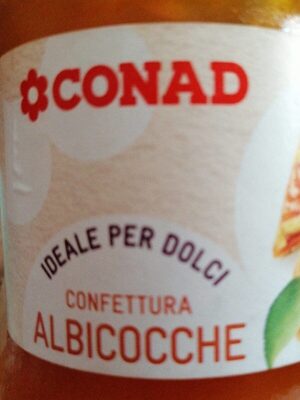 CONAD
IDEALE PER DOLCI
CONFETTURA
ALBICOCCHE